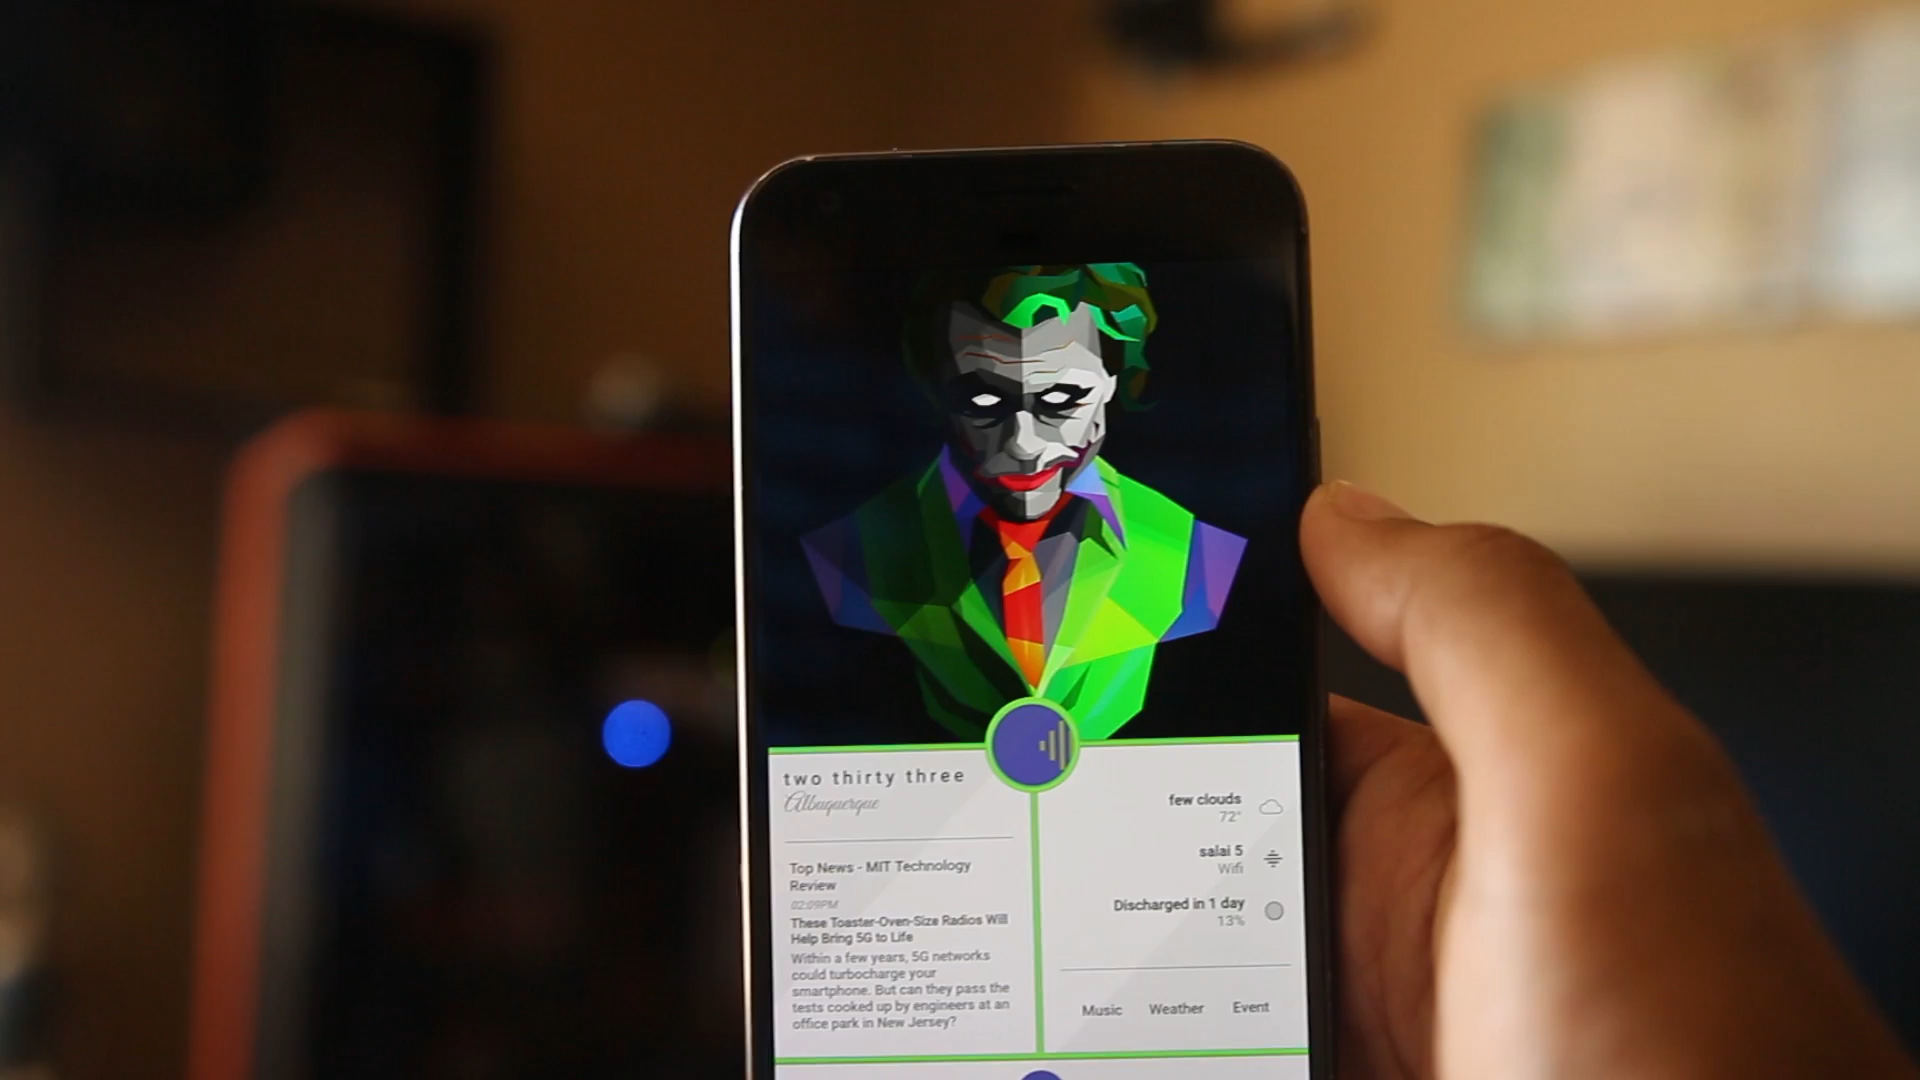 two thirty three
Albuquerque
Top News - MIT Technology
Review
02:09PM
These Toaster-Oven-Size Radios Will
Help Bring 5G to Life
Within a few years, 5G networks
could turbocharge your
smartphone. But can they pass the
tests cooked up by engineers at an
office park in New Jersey?
few clouds
72°
salai 5
Wifi
Discharged in 1 day
13%
Music Weather Event